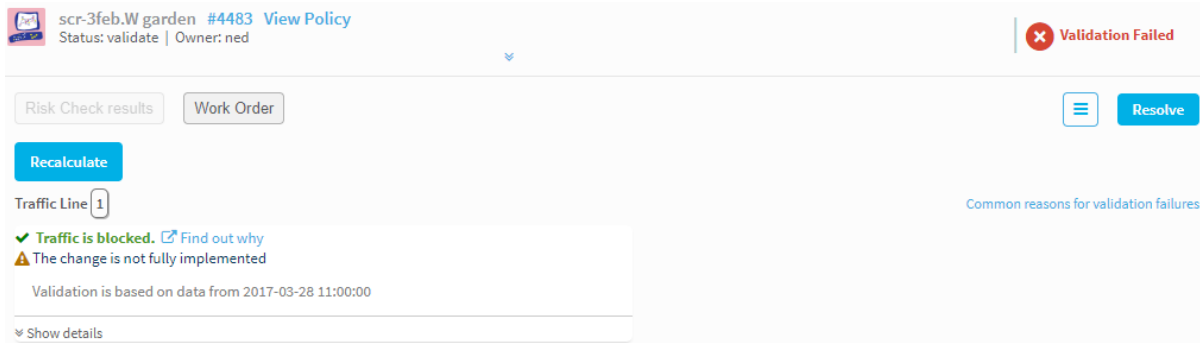 scr-3feb.W garden #4483 View Policy
Status: validate | Owner: ned
Validation Failed
Risk Check results
Work Order
Resolve
Recalculate
Traffic Line 1
Common reasons for validation failures
Traffic is blocked. Find out why
The change is not fully implemented
Validation is based on data from 2017-03-28 11:00:00
Show details